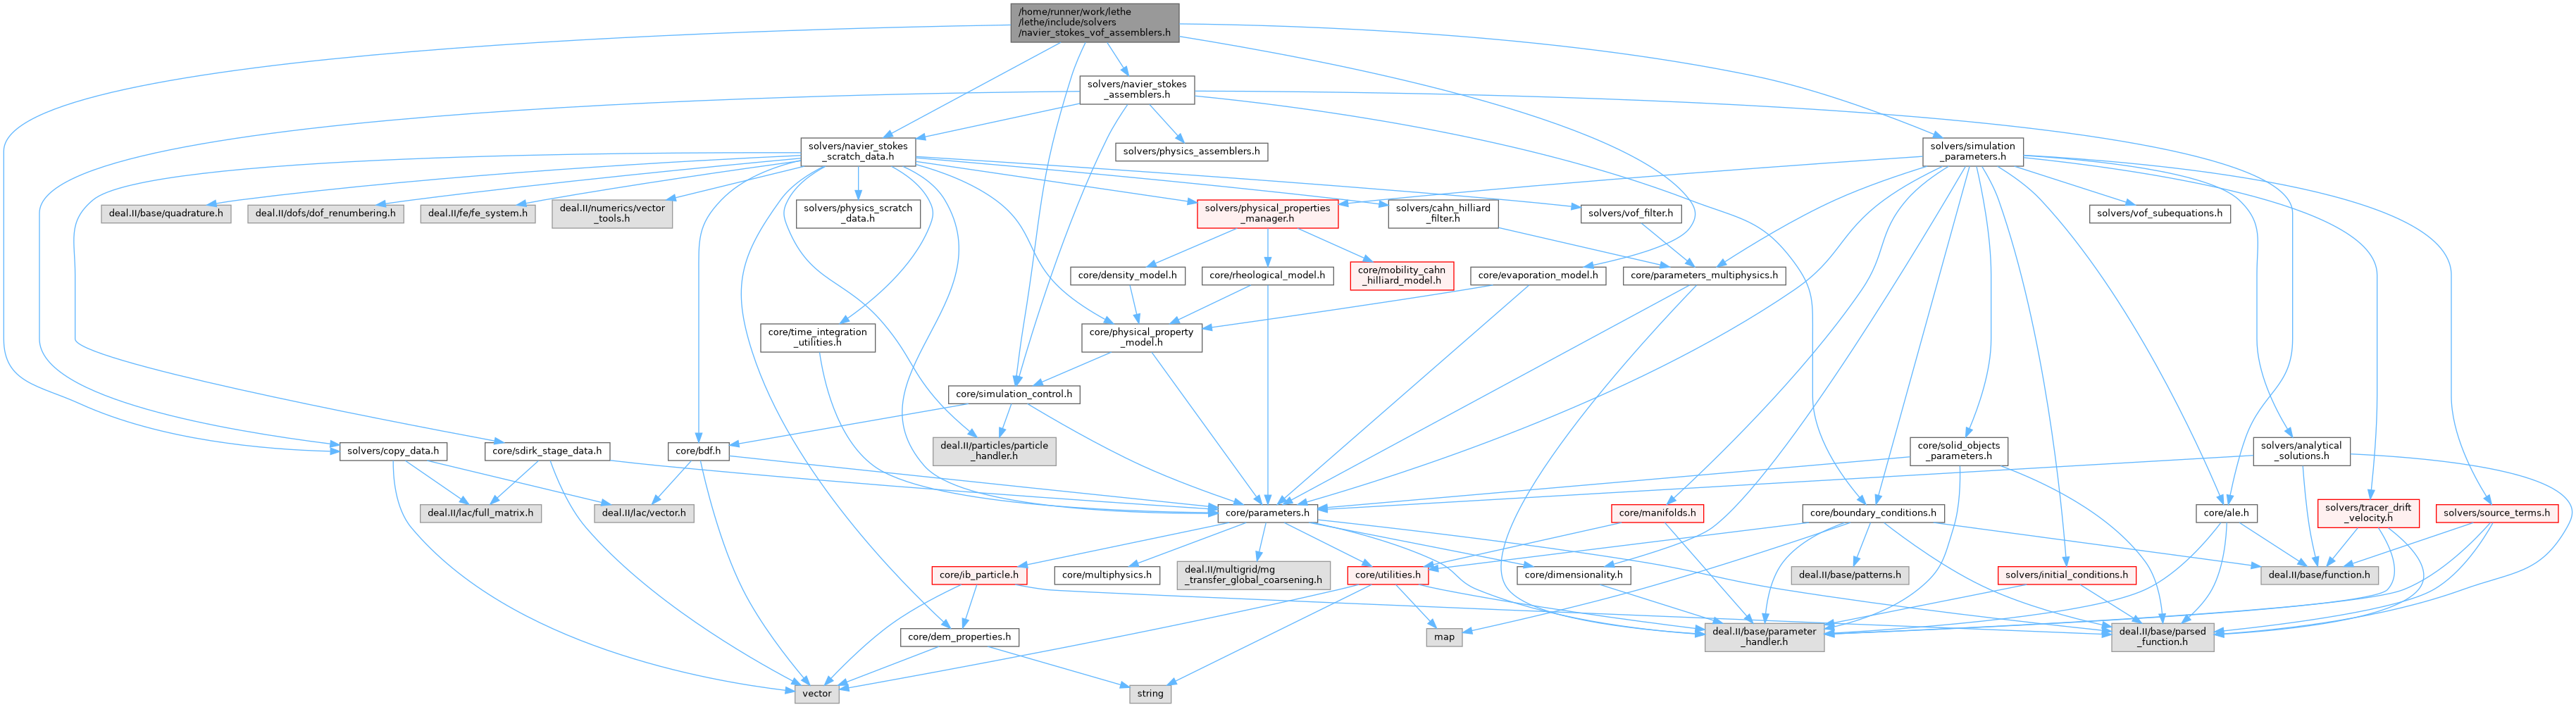 /home/runner/work/lethe
/lethe/include/solvers
/navier_stokes_vof_assemblers.h
solvers/navier_stokes
_assemblers.h
solvers/navier_stokes
_scratch_data.h
solvers/physics_assemblers.h
solvers/simulation
_parameters.h
deal.II/base/quadrature.h
deal.II/dofs/dof_renumbering.h
deal.II/fe/fe_system.h
deal.II/numerics/vector
_tools.h
solvers/physics_scratch
_data.h
solvers/physical_properties
_manager.h
solvers/cahn_hilliard
_filter.h
solvers/vof_filter.h
solvers/vof_subequations.h
core/density_model.h
core/rheological_model.h
core/mobility_cahn
_hilliard_model.h
core/evaporation_model.h
core/parameters_multiphysics.h
core/time_integration
_utilities.h
core/physical_property
_model.h
core/simulation_control.h
solvers/copy_data.h
core/sdirk_stage_data.h
core/bdf.h
deal.II/particles/particle
_handler.h
core/solid_objects
_parameters.h
solvers/analytical
_solutions.h
deal.II/lac/full_matrix.h
deal.II/lac/vector.h
core/parameters.h
core/manifolds.h
core/boundary_conditions.h
core/ale.h
solvers/tracer_drift
_velocity.h
solvers/source_terms.h
core/ib_particle.h
core/multiphysics.h
deal.II/multigrid/mg
_transfer_global_coarsening.h
core/utilities.h
core/dimensionality.h
deal.II/base/patterns.h
solvers/initial_conditions.h
deal.II/base/function.h
core/dem_properties.h
map
deal.II/base/parameter
_handler.h
deal.II/base/parsed
_function.h
vector
string